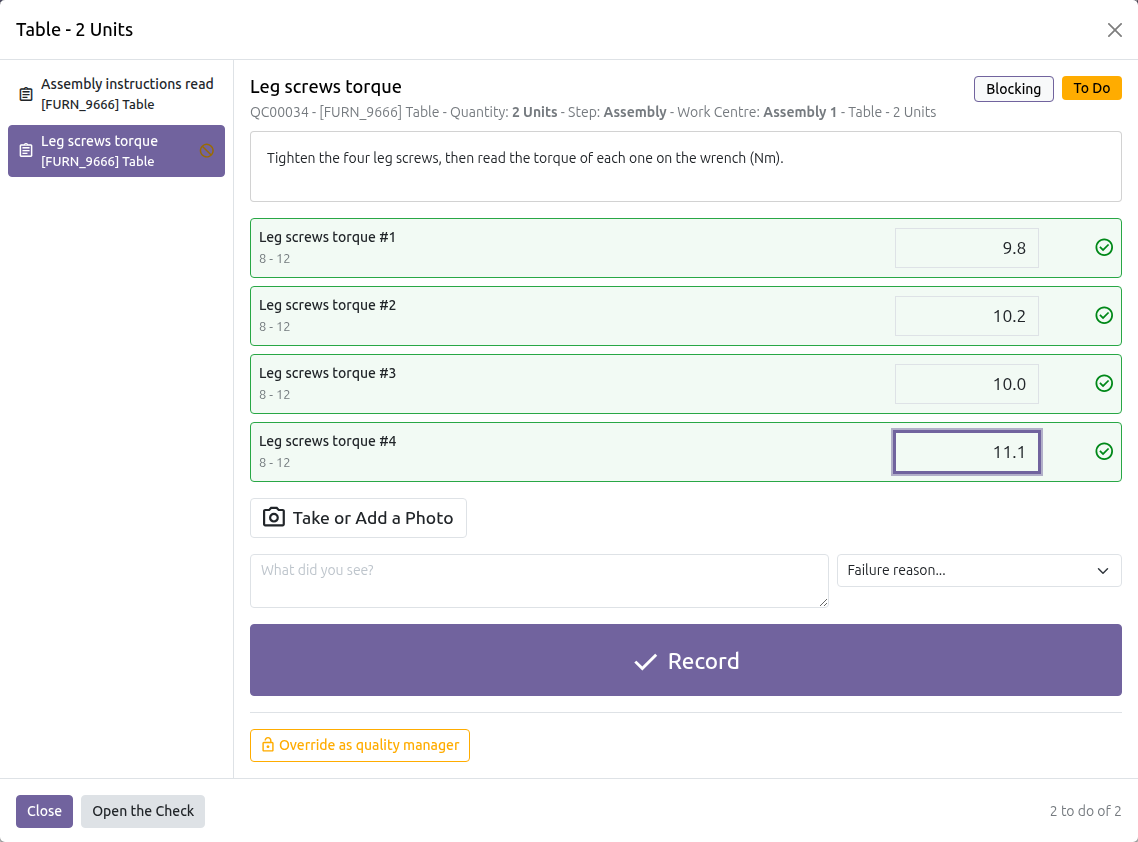 Table - 2 Units
Assembly instructions read
[FURN_9666] Table
Leg screws torque
[FURN_9666] Table
Leg screws torque
Blocking
To Do
QC00034 - [FURN_9666] Table - Quantity: 2 Units - Step: Assembly - Work Centre: Assembly 1 - Table - 2 Units
Tighten the four leg screws, then read the torque of each one on the wrench (Nm).
Leg screws torque #1
8 - 12
9.8
Leg screws torque #2
8 - 12
10.2
Leg screws torque #3
8 - 12
10.0
Leg screws torque #4
8 - 12
11.1
Take or Add a Photo
What did you see?
Failure reason...
Record
Override as quality manager
Close
Open the Check
2 to do of 2